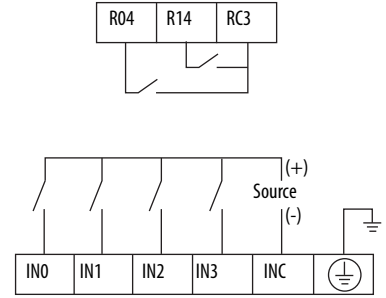 R04 R14 RC3
(+)
Source
(-)
IN0 IN1 IN2 IN3 INC